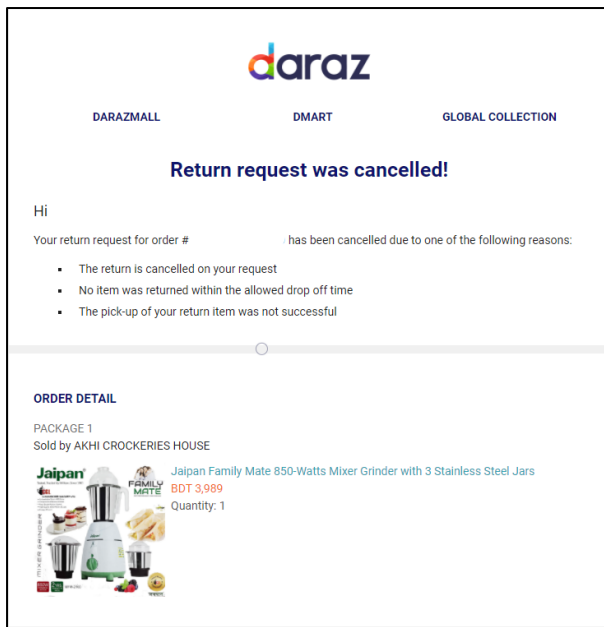 daraz
DARAZMALL DMART GLOBAL COLLECTION
Return request was cancelled!
Hi
Your return request for order # has been cancelled due to one of the following reasons:
The return is cancelled on your request
No item was returned within the allowed drop off time
The pick-up of your return item was not successful
ORDER DETAIL
PACKAGE 1
Sold by AKHI CROCKERIES HOUSE
Jaipan Family Mate 850-Watts Mixer Grinder with 3 Stainless Steel Jars
BDT 3,989
Quantity: 1
Jaipan
FAMILY
MATE
MIXER GRINDER